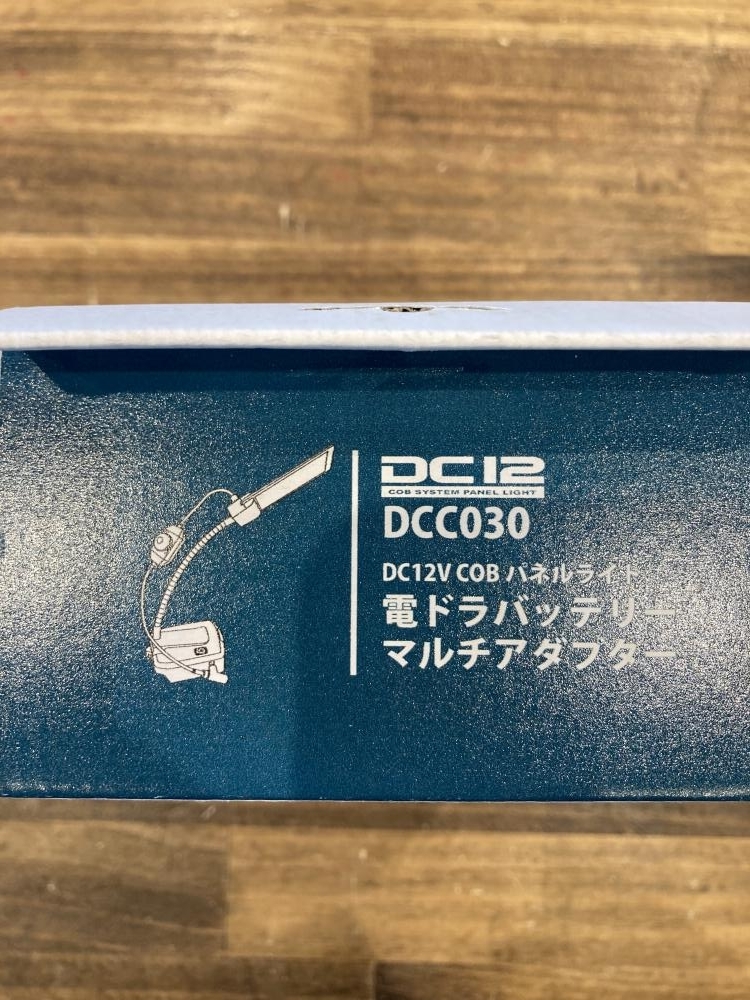 DC12
COB SYSTEM PANEL LIGHT
DCC030
DC12V COB パネルライト
電ドラバッテリー
マルチアダプター